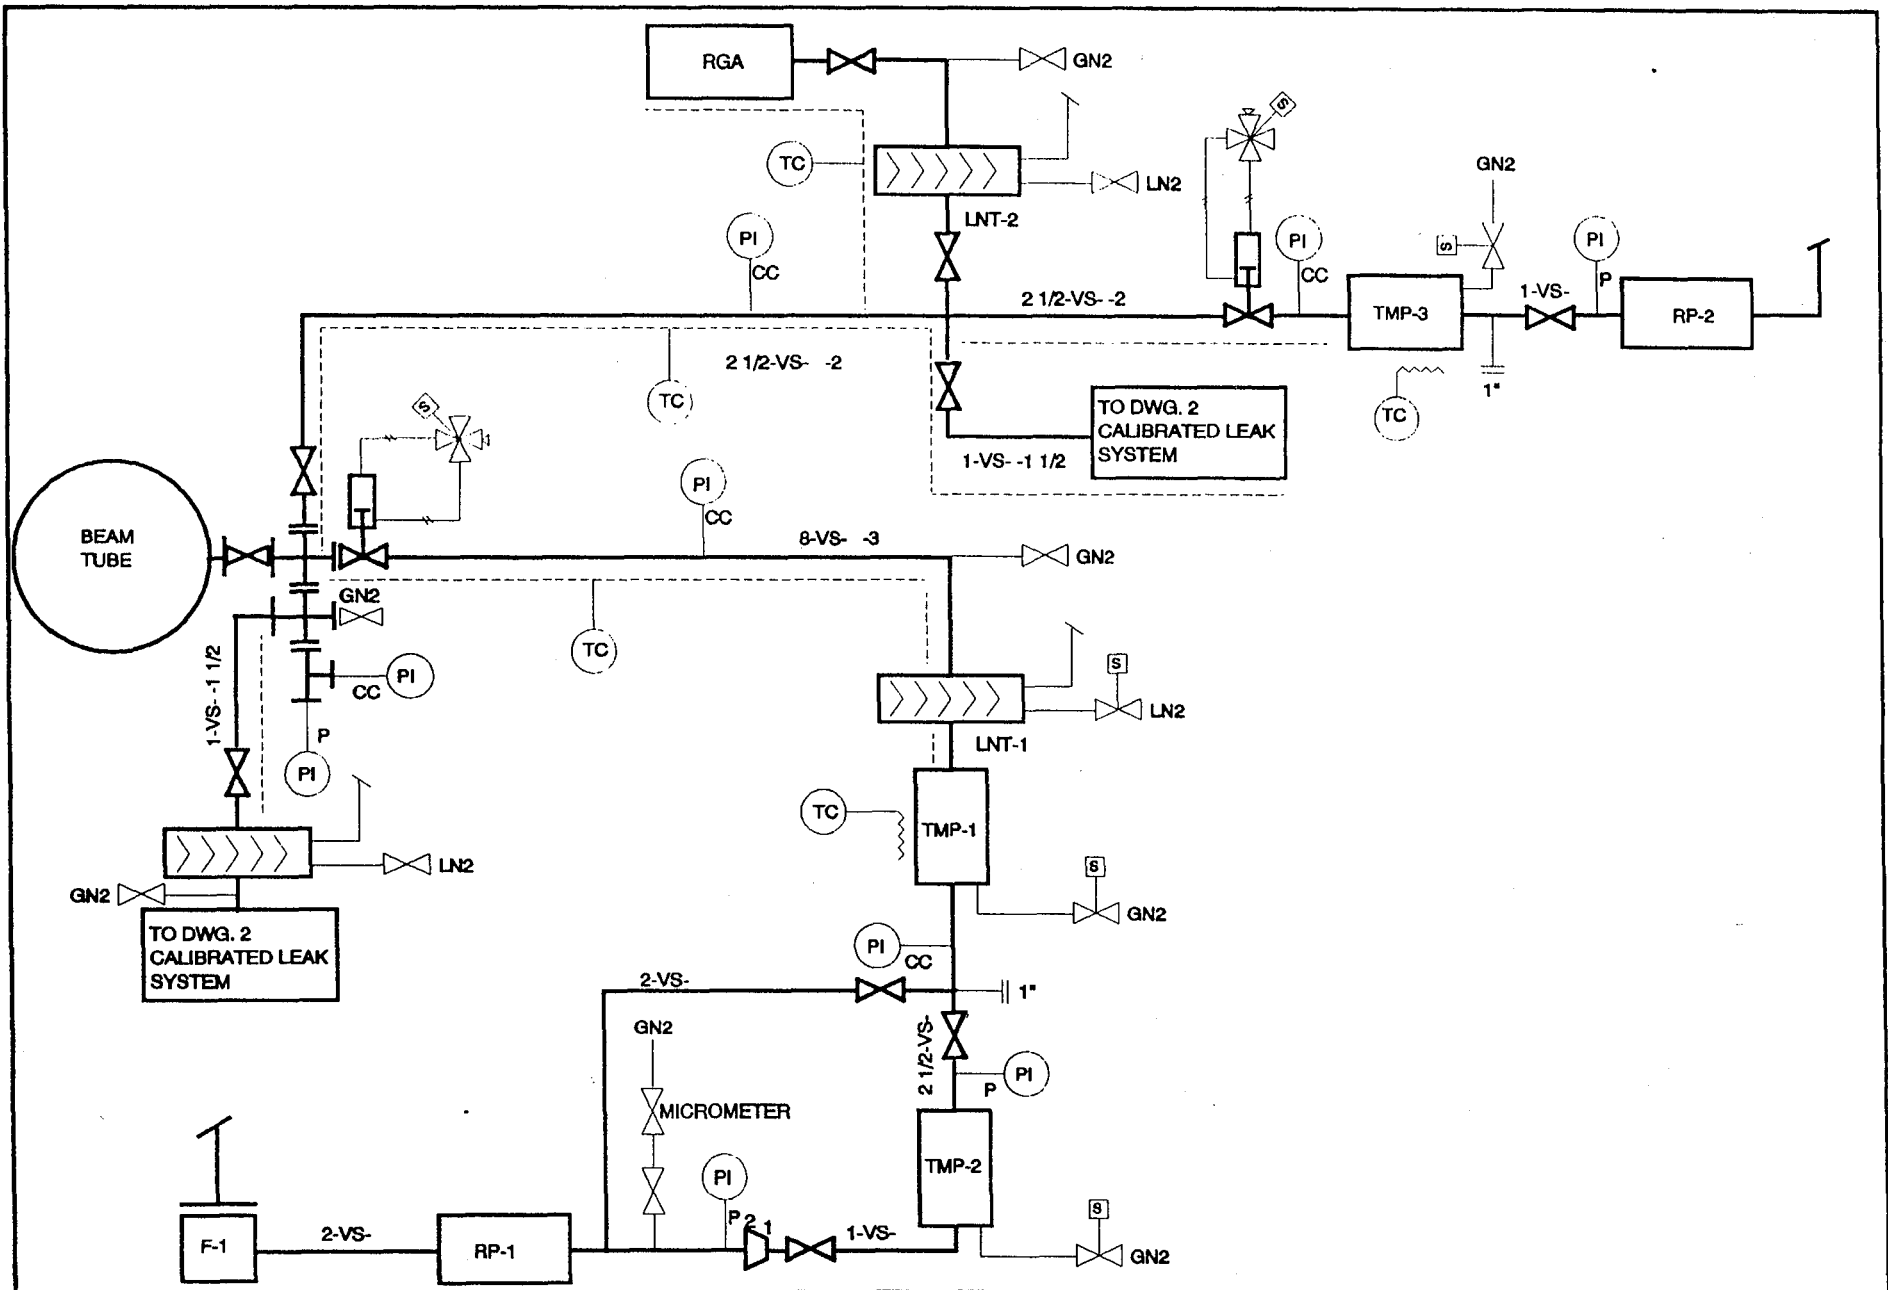 RGA
GN2
S
TC
LN2
GN2
LNT-2
PI
CC
PI
CC
S
PI
P
2 1/2-VS- -2
1-VS-
TMP-3
RP-2
2 1/2-VS- -2
TC
1"
TC
TO DWG. 2
CALIBRATED LEAK
SYSTEM
1-VS- -1 1/2
S
PI
CC
BEAM
TUBE
8-VS- -3
GN2
GN2
TC
1-VS- -1 1/2
CC
PI
P
PI
S
LN2
LNT-1
TC
TMP-1
LN2
GN2
S
GN2
TO DWG. 2
CALIBRATED LEAK
SYSTEM
PI
CC
2-VS-
1"
GN2
2 1/2-VS-
PI
P
MICROMETER
TMP-2
PI
P
2
1
1-VS-
S
GN2
F-1
2-VS-
RP-1